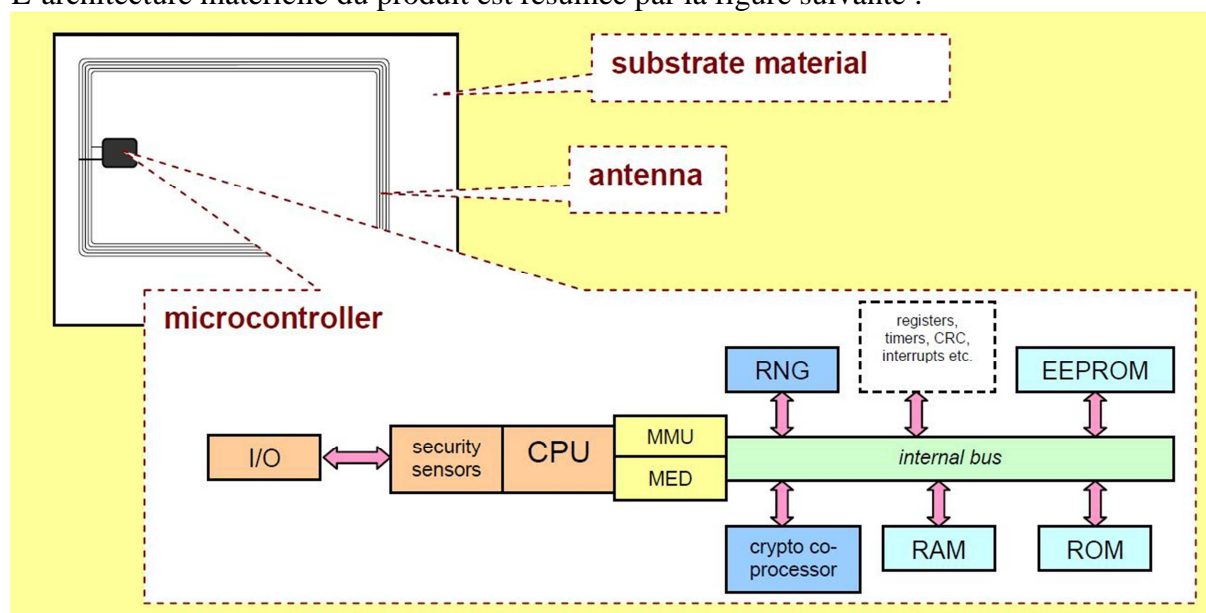 L'architecture matérielle du produit est résumée par la figure suivante :
substrate material
antenna
microcontroller
registers,
timers, CRC,
interrupts etc.
RNG
EEPROM
I/O
security
sensors
CPU
MMU
MED
internal bus
crypto co-
processor
RAM
ROM